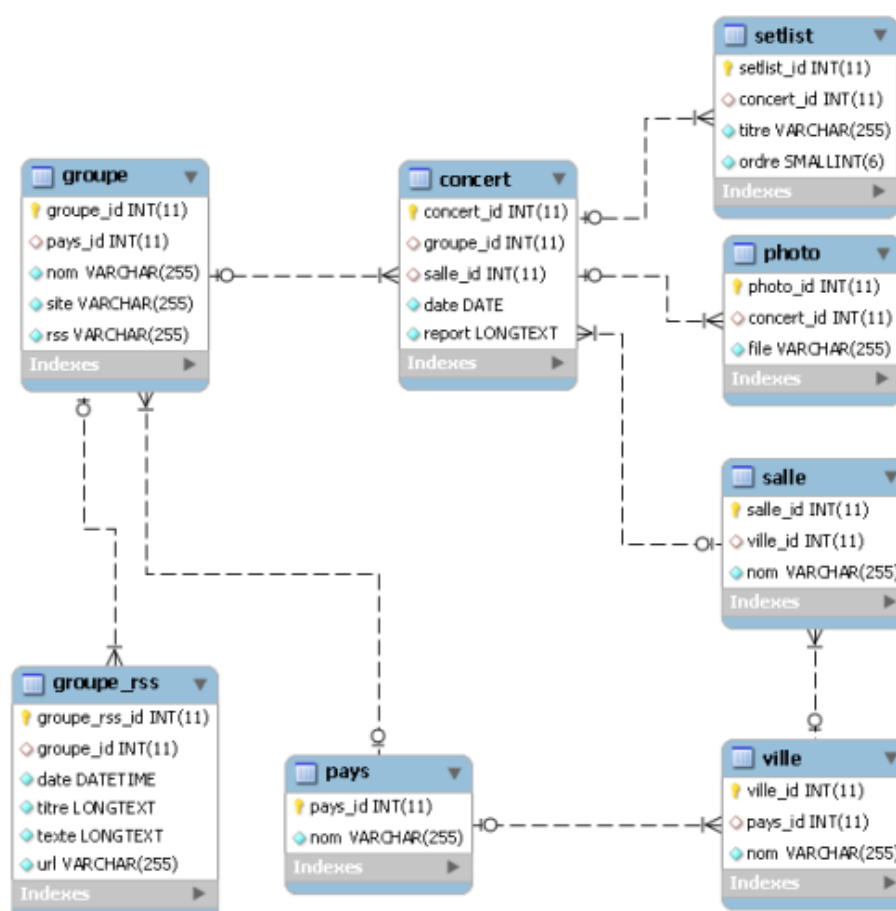 setlist
setlist_id INT(11)
concert_id INT(11)
titre VARCHAR(255)
ordre SMALLINT(6)
Indexes
groupe
groupe_id INT(11)
pays_id INT(11)
nom VARCHAR(255)
site VARCHAR(255)
rss VARCHAR(255)
Indexes
concert
concert_id INT(11)
groupe_id INT(11)
salle_id INT(11)
date DATE
report LONGTEXT
Indexes
photo
photo_id INT(11)
concert_id INT(11)
file VARCHAR(255)
Indexes
salle
salle_id INT(11)
ville_id INT(11)
nom VARCHAR(255)
Indexes
groupe_rss
groupe_rss_id INT(11)
groupe_id INT(11)
date DATETIME
titre LONGTEXT
texte LONGTEXT
url VARCHAR(255)
Indexes
pays
pays_id INT(11)
nom VARCHAR(255)
Indexes
ville
ville_id INT(11)
pays_id INT(11)
nom VARCHAR(255)
Indexes